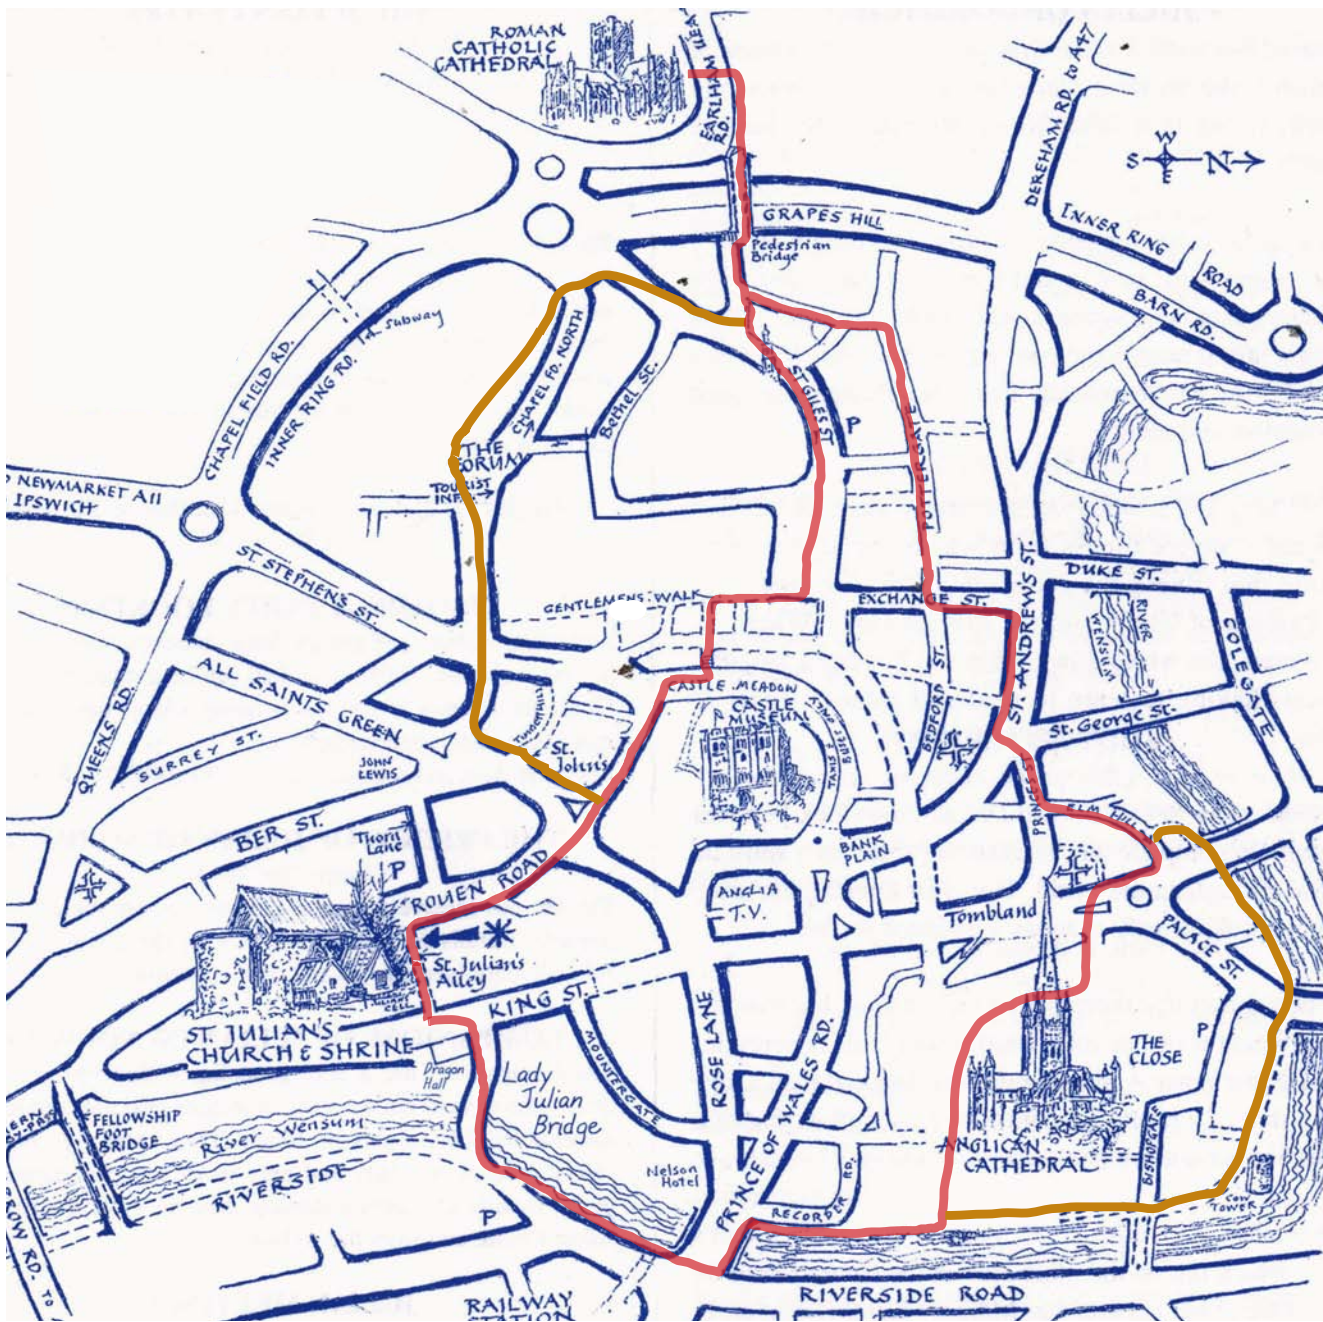 ROMAN
CATHOLIC
CATHEDRAL
EARLHAM
RD.
DEREHAM RD. to A47
W
S
N
E
GRAPES HILL
Pedestrian
Bridge
INNER RING
ROAD
BARN RD.
subway
CHAPEL FIELD RD.
INNER RING RD.
CHAPEL FD. NORTH
Bethel St.
ST GILES ST
P
POTTERGATE
THE
FORUM
TOURIST
INFO.
NEWMARKET A11
IPSWICH
ST. STEPHEN'S ST.
ST. ANDREWS ST.
DUKE ST.
GENTLEMENS WALK
EXCHANGE ST.
RIVER
WENSUM
COLEGATE
ALL SAINTS GREEN
QUEENS RD.
SURREY ST.
CASTLE MEADOW
CASTLE
MUSEUM
BEDFORD ST.
St. George St.
Timberhill
St.
John's
JOHN
LEWIS
PRINCES ST
ELM HILL
BER ST.
Thorn
Lane
P
BANK
PLAIN
ROUEN ROAD
ANGLIA
T.V.
Tombland
PALACE ST.
St. Julian's
Alley
KING ST.
ST. JULIAN'S
CHURCH & SHRINE
Dragon
Hall
Lady
Julian
Bridge
MOUNTERGATE
ROSE LANE
PRINCE OF WALES RD.
P
THE
CLOSE
FELLOWSHIP
FOOT
BRIDGE
River Wensum
RIVERSIDE
ANGLICAN
CATHEDRAL
BISHOPGATE
Nelson
Hotel
RECORDER RD.
COW
TOWER
P
RAILWAY
STATION
RIVERSIDE ROAD